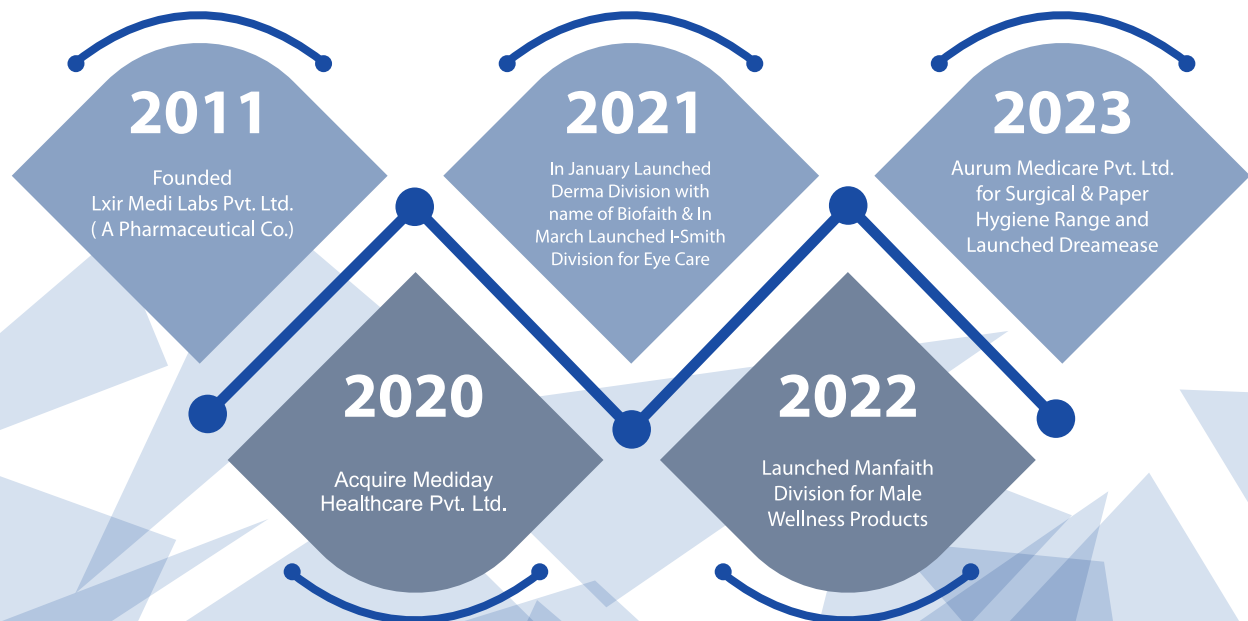 2011
Founded
Lxir Medi Labs Pvt. Ltd.
( A Pharmaceutical Co.)
2020
Acquire Mediday
Healthcare Pvt. Ltd.
2021
In January Launched
Derma Division with
name of Biofaith & In
March Launched I-Smith
Division for Eye Care
2022
Launched Manfaith
Division for Male
Wellness Products
2023
Aurum Medicare Pvt. Ltd.
for Surgical & Paper
Hygiene Range and
Launched Dreamease